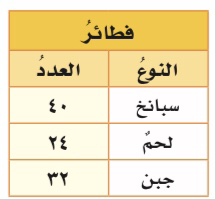 فطائرُ
النوعُ العددُ
سبانخ ٤٠
لحمٌ ٢٤
جبن ٣٢